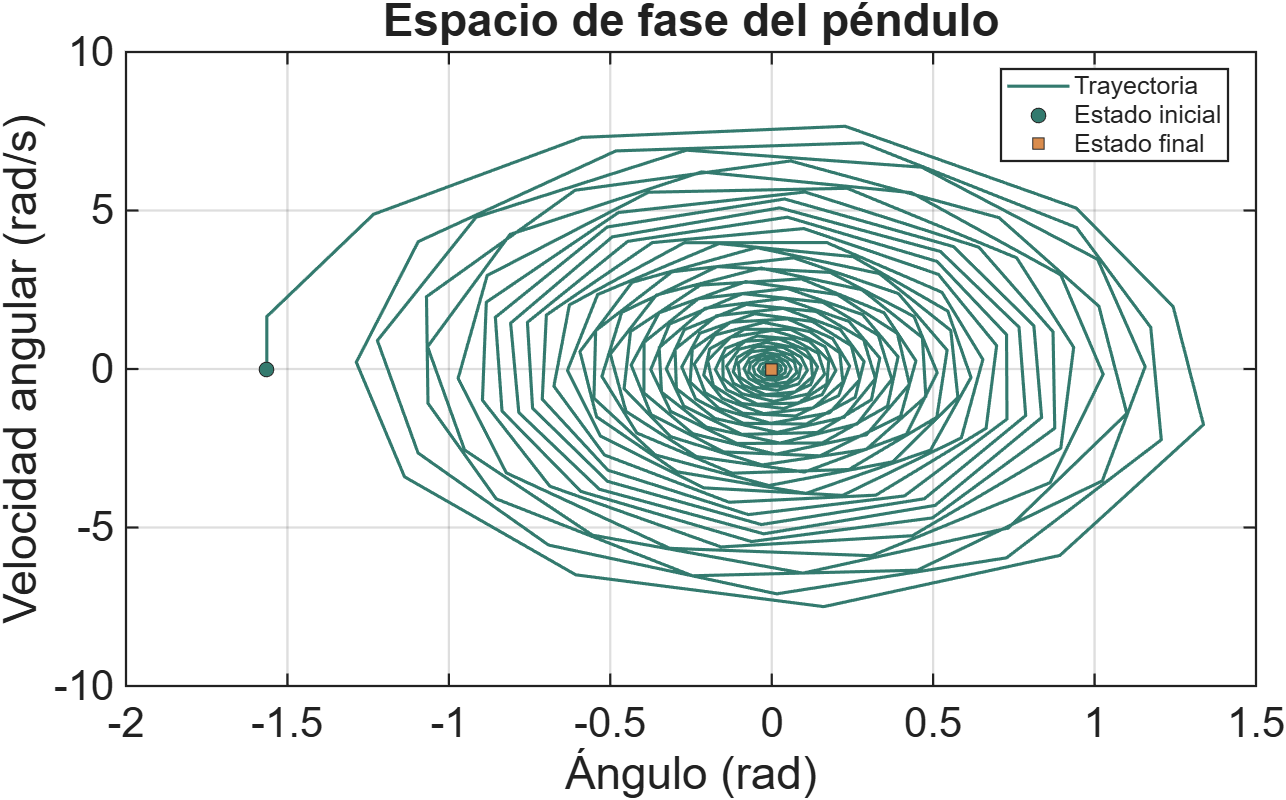 Espacio de fase del péndulo
Trayectoria
Estado inicial
Estado final
Velocidad angular (rad/s)
10
5
0
-5
-10
-2
-1.5
-1
-0.5
0
0.5
1
1.5
Ángulo (rad)